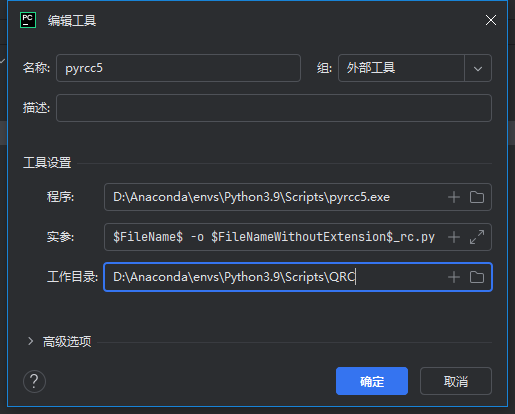 PC
编辑工具
名称: pyrcc5 组: 外部工具
描述:
工具设置
程序: D:\Anaconda\envs\Python3.9\Scripts\pyrcc5.exe
实参: $FileName$ -o $FileNameWithoutExtension$_rc.py
工作目录: D:\Anaconda\envs\Python3.9\Scripts\QRC
高级选项
? 确定 取消